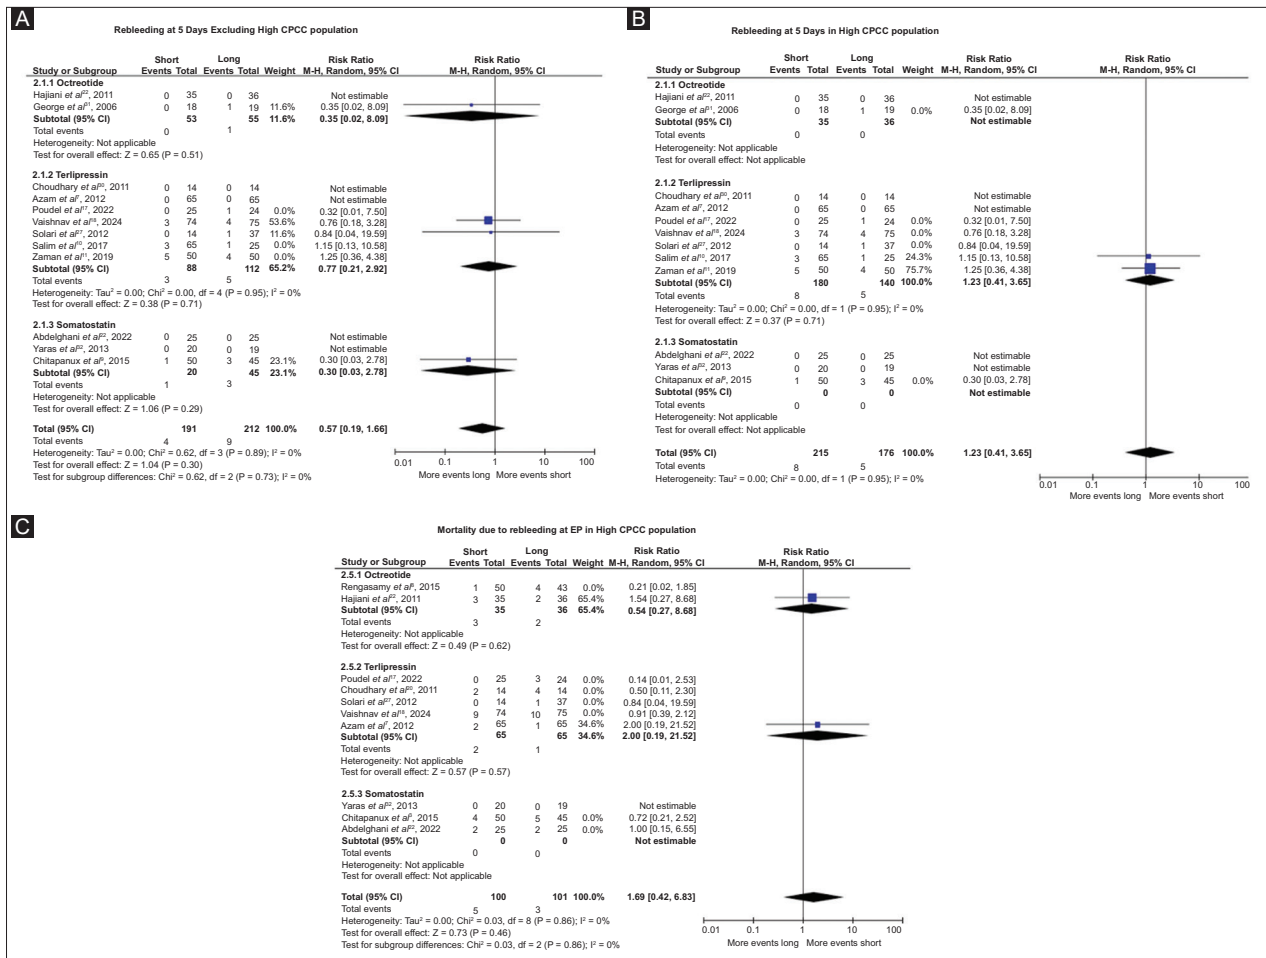 A
Rebleeding at 5 Days Excluding High CPCC population
Short Long Risk Ratio Risk Ratio
Study or Subgroup Events Total Events Total Weight M-H, Random, 95% CI M-H, Random, 95% CI
2.1.1 Octreotide
Hajiani et al²², 2011 0 35 0 36 Not estimable
George et al³¹, 2006 0 18 1 19 11.6% 0.35 [0.02, 8.09]
Subtotal (95% CI) 53 55 11.6% 0.35 [0.02, 8.09]
Total events 0 1
Heterogeneity: Not applicable
Test for overall effect: Z = 0.65 (P = 0.51)
2.1.2 Terlipressin
Choudhary et al³⁰, 2011 0 14 0 14 Not estimable
Azam et al⁷, 2012 0 65 0 65 Not estimable
Poudel et al¹⁷, 2022 0 25 1 24 0.0% 0.32 [0.01, 7.50]
Vaishnav et al¹⁸, 2024 3 74 4 75 53.6% 0.76 [0.18, 3.28]
Solari et al²⁷, 2012 0 14 1 37 11.6% 0.84 [0.04, 19.59]
Salim et al¹⁰, 2017 3 65 1 25 0.0% 1.15 [0.13, 10.58]
Zaman et al¹¹, 2019 5 50 4 50 0.0% 1.25 [0.36, 4.38]
Subtotal (95% CI) 88 112 65.2% 0.77 [0.21, 2.92]
Total events 3 5
Heterogeneity: Tau² = 0.00; Chi² = 0.00, df = 4 (P = 0.95); I² = 0%
Test for overall effect: Z = 0.38 (P = 0.71)
2.1.3 Somatostatin
Abdelghani et al²², 2022 0 25 0 25 Not estimable
Yaras et al³², 2013 0 20 0 19 Not estimable
Chitapanux et al⁹, 2015 1 50 3 45 23.1% 0.30 [0.03, 2.78]
Subtotal (95% CI) 20 45 23.1% 0.30 [0.03, 2.78]
Total events 1 3
Heterogeneity: Not applicable
Test for overall effect: Z = 1.06 (P = 0.29)
Total (95% CI) 191 212 100.0% 0.57 [0.19, 1.66]
Total events 4 9
Heterogeneity: Tau² = 0.00; Chi² = 0.62, df = 3 (P = 0.89); I² = 0%
Test for overall effect: Z = 1.04 (P = 0.30)
Test for subgroup differences: Chi² = 0.62, df = 2 (P = 0.73); I² = 0%
0.01 0.1 1 10 100
More events long More events short
B
Rebleeding at 5 Days in High CPCC population
Short Long Risk Ratio Risk Ratio
Study or Subgroup Events Total Events Total Weight M-H, Random, 95% CI M-H, Random, 95% CI
2.1.1 Octreotide
Hajiani et al²², 2011 0 35 0 36 Not estimable
George et al³¹, 2006 0 18 1 19 0.0% 0.35 [0.02, 8.09]
Subtotal (95% CI) 35 36 Not estimable
Total events 0 0
Heterogeneity: Not applicable
Test for overall effect: Not applicable
2.1.2 Terlipressin
Choudhary et al³⁰, 2011 0 14 0 14 Not estimable
Azam et al⁷, 2012 0 65 0 65 Not estimable
Poudel et al¹⁷, 2022 0 25 1 24 0.0% 0.32 [0.01, 7.50]
Vaishnav et al¹⁸, 2024 3 74 4 75 0.0% 0.76 [0.18, 3.28]
Solari et al²⁷, 2012 0 14 1 37 0.0% 0.84 [0.04, 19.59]
Salim et al¹⁰, 2017 3 65 1 25 24.3% 1.15 [0.13, 10.58]
Zaman et al¹¹, 2019 5 50 4 50 75.7% 1.25 [0.36, 4.38]
Subtotal (95% CI) 180 140 100.0% 1.23 [0.41, 3.65]
Total events 8 5
Heterogeneity: Tau² = 0.00; Chi² = 0.00, df = 1 (P = 0.95); I² = 0%
Test for overall effect: Z = 0.37 (P = 0.71)
2.1.3 Somatostatin
Abdelghani et al²², 2022 0 25 0 25 Not estimable
Yaras et al³², 2013 0 20 0 19 Not estimable
Chitapanux et al⁹, 2015 1 50 3 45 0.0% 0.30 [0.03, 2.78]
Subtotal (95% CI) 0 0 Not estimable
Total events 0 0
Heterogeneity: Not applicable
Test for overall effect: Not applicable
Total (95% CI) 215 176 100.0% 1.23 [0.41, 3.65]
Total events 8 5
Heterogeneity: Tau² = 0.00; Chi² = 0.00, df = 1 (P = 0.95); I² = 0%
0.01 0.1 1 10 100
More events long More events short
C
Mortality due to rebleeding at EP in High CPCC population
Short Long Risk Ratio Risk Ratio
Study or Subgroup Events Total Events Total Weight M-H, Random, 95% CI M-H, Random, 95% CI
2.5.1 Octreotide
Rengasamy et al⁸, 2015 1 50 4 43 0.0% 0.21 [0.02, 1.85]
Hajiani et al²², 2011 3 35 2 36 65.4% 1.54 [0.27, 8.68]
Subtotal (95% CI) 35 36 65.4% 0.54 [0.27, 8.68]
Total events 3 2
Heterogeneity: Not applicable
Test for overall effect: Z = 0.49 (P = 0.62)
2.5.2 Terlipressin
Poudel et al¹⁷, 2022 0 25 3 24 0.0% 0.14 [0.01, 2.53]
Choudhary et al³⁰, 2011 2 14 4 14 0.0% 0.50 [0.11, 2.30]
Solari et al²⁷, 2012 0 14 1 37 0.0% 0.84 [0.04, 19.59]
Vaishnav et al¹⁸, 2024 9 74 10 75 0.0% 0.91 [0.39, 2.12]
Azam et al⁷, 2012 2 65 1 65 34.6% 2.00 [0.19, 21.52]
Subtotal (95% CI) 65 65 34.6% 2.00 [0.19, 21.52]
Total events 2 1
Heterogeneity: Not applicable
Test for overall effect: Z = 0.57 (P = 0.57)
2.5.3 Somatostatin
Yaras et al³², 2013 0 20 0 19 Not estimable
Chitapanux et al⁹, 2015 4 50 5 45 0.0% 0.72 [0.21, 2.52]
Abdelghani et al²², 2022 2 25 2 25 0.0% 1.00 [0.15, 6.55]
Subtotal (95% CI) 0 0 Not estimable
Total events 0 0
Heterogeneity: Not applicable
Test for overall effect: Not applicable
Total (95% CI) 100 101 100.0% 1.69 [0.42, 6.83]
Total events 5 3
Heterogeneity: Tau² = 0.00; Chi² = 0.03, df = 8 (P = 0.86); I² = 0%
Test for overall effect: Z = 0.73 (P = 0.46)
Test for subgroup differences: Chi² = 0.03, df = 2 (P = 0.86); I² = 0%
0.01 0.1 1 10 100
More events long More events short